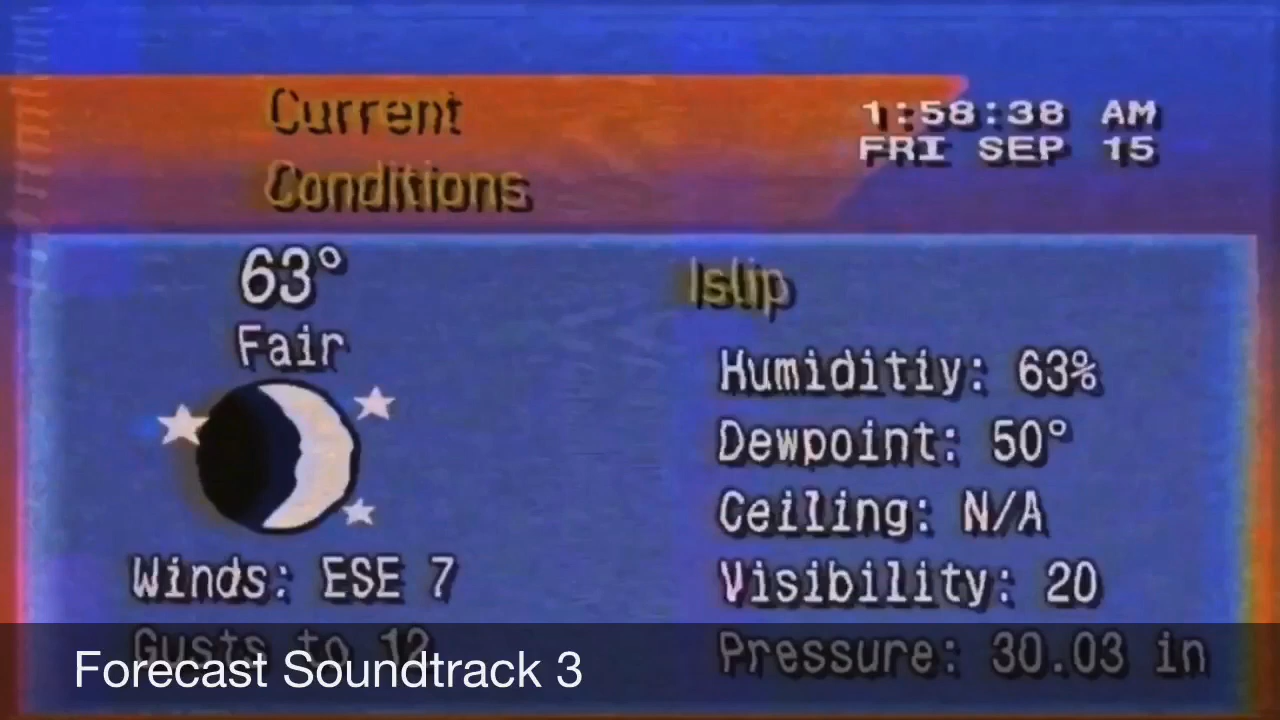 Current
Conditions
1:58:38 AM
FRI SEP 15
63°
Fair
Winds: ESE 7
Gusts to 12
Islip
Humiditiy: 63%
Dewpoint: 50°
Ceiling: N/A
Visibility: 20
Pressure: 30.03 in
Forecast Soundtrack 3